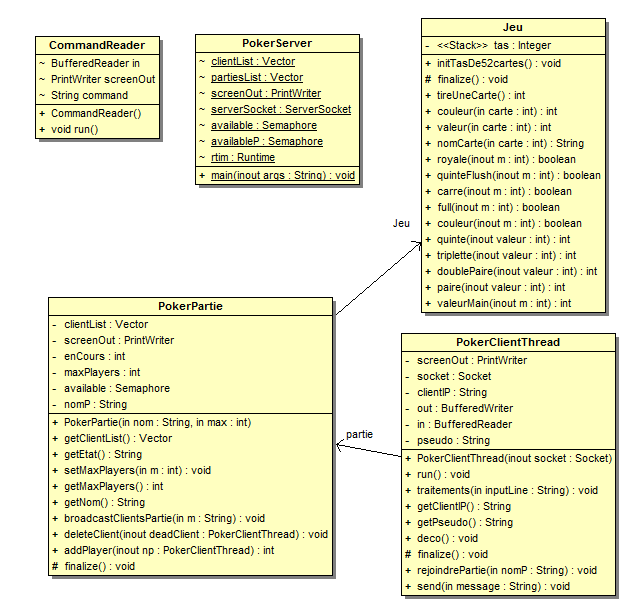 CommandReader
~ BufferedReader in
~ PrintWriter screenOut
~ String command
+ CommandReader()
+ void run()
PokerServer
~ clientList : Vector
~ partiesList : Vector
~ screenOut : PrintWriter
~ serverSocket : ServerSocket
~ available : Semaphore
~ availableP : Semaphore
~ rtim : Runtime
+ main(inout args : String) : void
Jeu
- <<Stack>> tas : Integer
+ initTasDe52cartes() : void
# finalize() : void
+ tireUneCarte() : int
+ couleur(in carte : int) : int
+ valeur(in carte : int) : int
+ nomCarte(in carte : int) : String
+ royale(inout m : int) : boolean
+ quinteFlush(inout m : int) : boolean
+ carre(inout m : int) : boolean
+ full(inout m : int) : boolean
+ couleur(inout m : int) : boolean
+ quinte(inout valeur : int) : int
+ triplette(inout valeur : int) : int
+ doublePaire(inout valeur : int) : int
+ paire(inout valeur : int) : int
+ valeurMain(inout m : int) : int
Jeu
PokerPartie
- clientList : Vector
- screenOut : PrintWriter
- enCours : int
- maxPlayers : int
- available : Semaphore
- nomP : String
+ PokerPartie(in nom : String, in max : int)
+ getClientList() : Vector
+ getEtat() : String
+ setMaxPlayers(in m : int) : void
+ getMaxPlayers() : int
+ getNom() : String
+ broadcastClientsPartie(in m : String) : void
+ deleteClient(inout deadClient : PokerClientThread) : void
+ addPlayer(inout np : PokerClientThread) : int
# finalize() : void
partie
PokerClientThread
- screenOut : PrintWriter
- socket : Socket
- clientIP : String
- out : BufferedWriter
- in : BufferedReader
- pseudo : String
+ PokerClientThread(inout socket : Socket)
+ run() : void
+ traitements(in inputLine : String) : void
+ getClientIP() : String
+ getPseudo() : String
+ deco() : void
# finalize() : void
+ rejoindrePartie(in nomP : String) : void
+ send(in message : String) : void